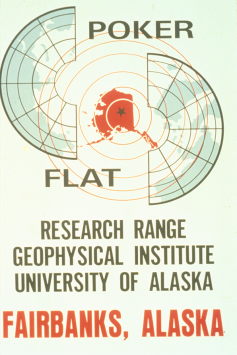 POKER
FLAT
RESEARCH RANGE
GEOPHYSICAL INSTITUTE
UNIVERSITY OF ALASKA
FAIRBANKS, ALASKA